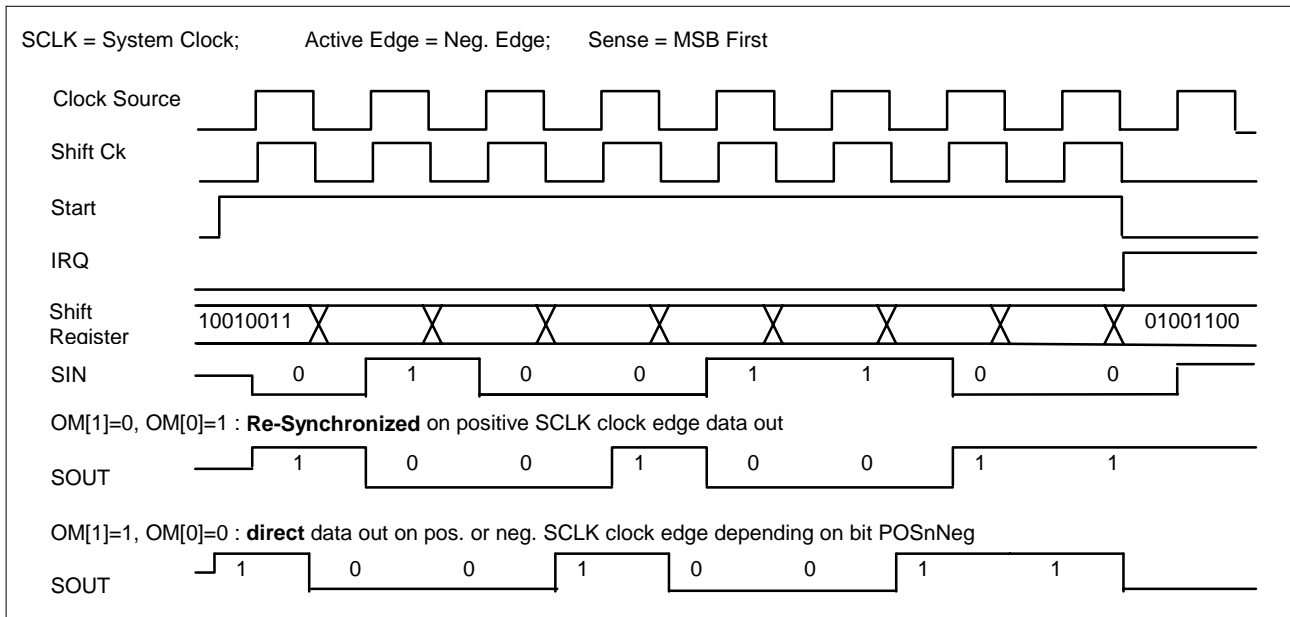 SCLK = System Clock; Active Edge = Neg. Edge; Sense = MSB First
Clock Source
Shift Ck
Start
IRQ
Shift
Register
10010011 01001100
SIN 0 1 0 0 1 1 0 0
OM[1]=0, OM[0]=1 : Re-Synchronized on positive SCLK clock edge data out
SOUT 1 0 0 1 0 0 1 1
OM[1]=1, OM[0]=0 : direct data out on pos. or neg. SCLK clock edge depending on bit POSnNeg
SOUT 1 0 0 1 0 0 1 1